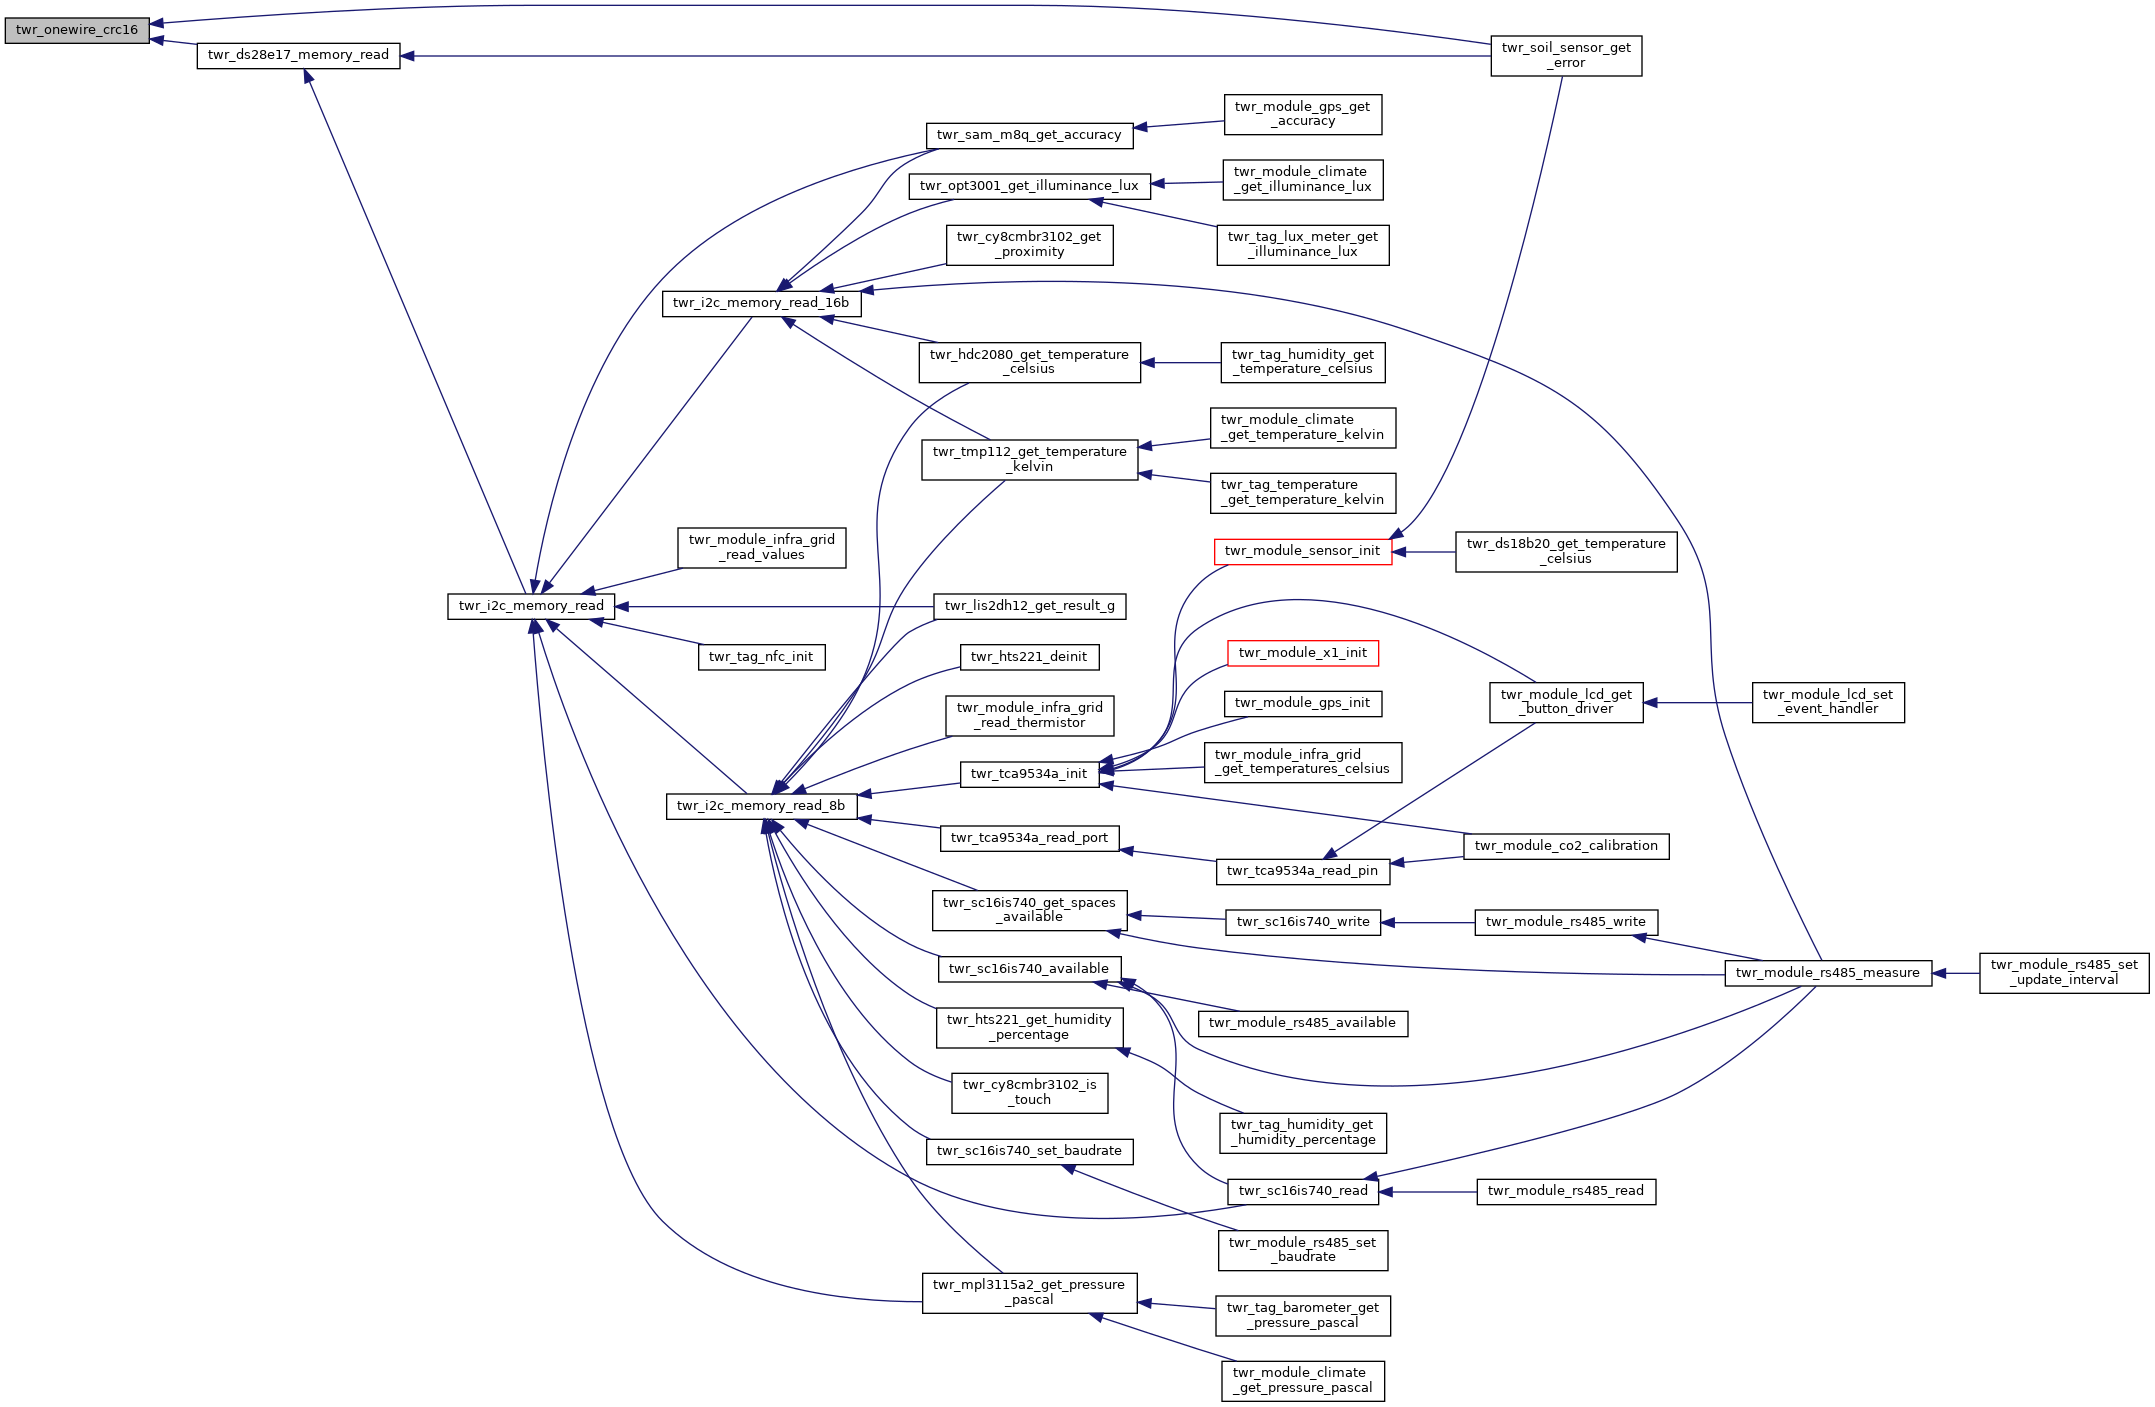 twr_onewire_crc16
twr_ds28e17_memory_read
twr_soil_sensor_get
_error
twr_module_gps_get
_accuracy
twr_sam_m8q_get_accuracy
twr_module_climate
_get_illuminance_lux
twr_opt3001_get_illuminance_lux
twr_tag_lux_meter_get
_illuminance_lux
twr_cy8cmbr3102_get
_proximity
twr_i2c_memory_read_16b
twr_hdc2080_get_temperature
_celsius
twr_tag_humidity_get
_temperature_celsius
twr_module_climate
_get_temperature_kelvin
twr_tmp112_get_temperature
_kelvin
twr_tag_temperature
_get_temperature_kelvin
twr_module_infra_grid
_read_values
twr_module_sensor_init
twr_ds18b20_get_temperature
_celsius
twr_i2c_memory_read
twr_lis2dh12_get_result_g
twr_tag_nfc_init
twr_hts221_deinit
twr_module_x1_init
twr_module_infra_grid
_read_thermistor
twr_module_gps_init
twr_module_lcd_get
_button_driver
twr_module_lcd_set
_event_handler
twr_tca9534a_init
twr_module_infra_grid
_get_temperatures_celsius
twr_i2c_memory_read_8b
twr_tca9534a_read_port
twr_module_co2_calibration
twr_tca9534a_read_pin
twr_sc16is740_get_spaces
_available
twr_sc16is740_write
twr_module_rs485_write
twr_sc16is740_available
twr_module_rs485_measure
twr_module_rs485_set
_update_interval
twr_hts221_get_humidity
_percentage
twr_module_rs485_available
twr_cy8cmbr3102_is
_touch
twr_tag_humidity_get
_humidity_percentage
twr_sc16is740_set_baudrate
twr_sc16is740_read
twr_module_rs485_read
twr_module_rs485_set
_baudrate
twr_mpl3115a2_get_pressure
_pascal
twr_tag_barometer_get
_pressure_pascal
twr_module_climate
_get_pressure_pascal